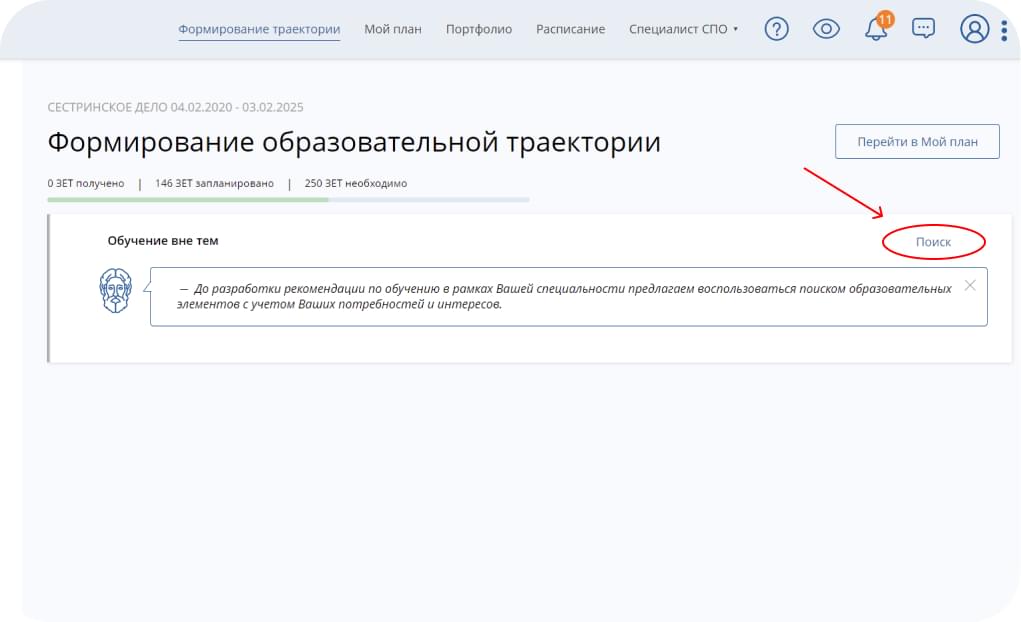 Формирование траектории Мой план Портфолио Расписание Специалист СПО ? 11
СЕСТРИНСКОЕ ДЕЛО 04.02.2020 - 03.02.2025
Формирование образовательной траектории
Перейти в Мой план
0 ЗЕТ получено | 146 ЗЕТ запланировано | 250 ЗЕТ необходимо
Обучение вне тем
Поиск
— До разработки рекомендации по обучению в рамках Вашей специальности предлагаем воспользоваться поиском образовательных
элементов с учетом Ваших потребностей и интересов.